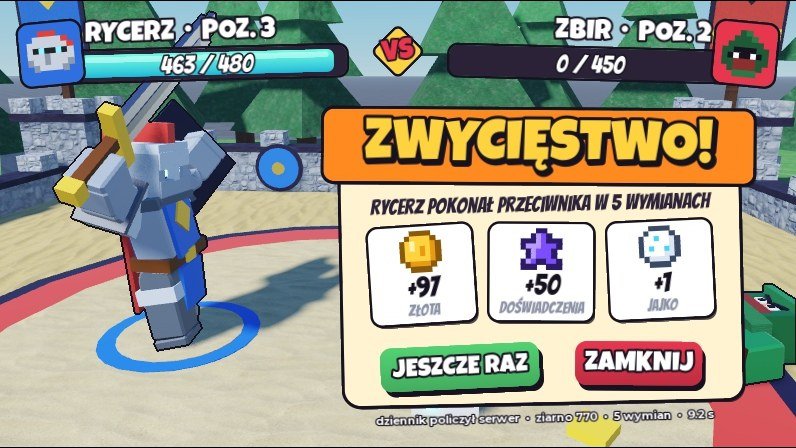 RYCERZ • POZ. 3
463 / 480
VS
ZBIR • POZ. 2
0 / 450
ZWYCIĘSTWO!
RYCERZ POKONAŁ PRZECIWNIKA W 5 WYMIANACH
+97
ZŁOTA
+50
DOŚWIADCZENIA
+1
JAJKO
JESZCZE RAZ
ZAMKNIJ
dziennik policzył serwer • ziarno 770 • 5 wymian • 9.2 s